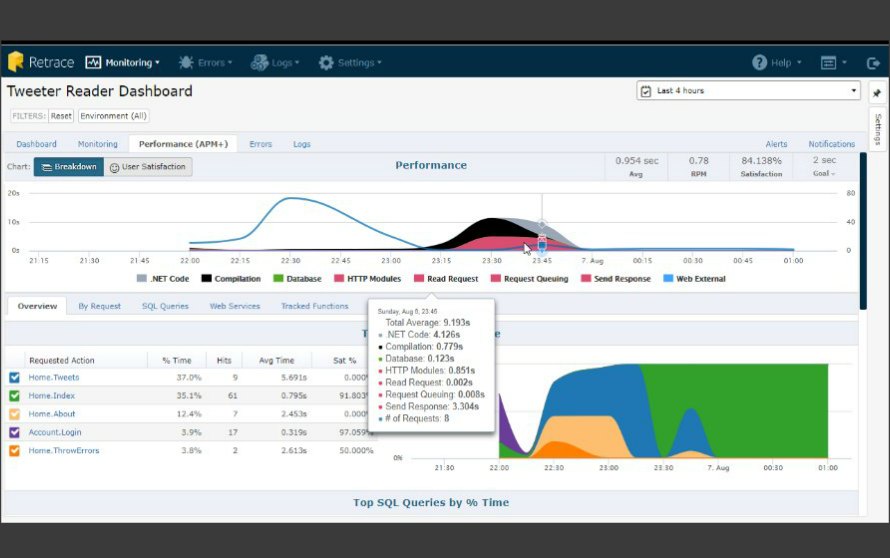 Retrace Monitoring Errors Logs Settings Help
Tweeter Reader Dashboard Last 4 hours
FILTERS: Reset Environment (All)
Settings
Dashboard Monitoring Performance (APM+) Errors Logs Alerts Notifications
Chart: Breakdown User Satisfaction Performance 0.954 sec 0.78 84.138% 2 sec
Avg RPM Satisfaction Goal
20s 80
10s 40
0s 0
21:15 21:30 21:45 22:00 22:15 22:30 22:45 23:00 23:15 23:30 23:45 7. Aug 00:15 00:30 00:45 01:00
.NET Code Compilation Database HTTP Modules Read Request Request Queuing Send Response Web External
Overview By Request SQL Queries Web Services Tracked Functions
Sunday, Aug 6, 23:45
Total Average: 9.193s
.NET Code: 4.126s
Compilation: 0.779s
Database: 0.123s
HTTP Modules: 0.851s
Read Request: 0.002s
Request Queuing: 0.008s
Send Response: 3.304s
# of Requests: 8
Requested Action % Time Hits Avg Time Sat %
Home.Tweets 37.0% 9 5.691s 0.000%
Home.Index 35.1% 61 0.795s 91.803%
Home.About 12.4% 7 2.453s 0.000%
Account.Login 3.9% 17 0.319s 97.059%
Home.ThrowErrors 3.8% 2 2.613s 50.000%
0%
21:30 22:00 22:30 23:00 23:30 7. Aug 00:30 01:00
Top SQL Queries by % Time